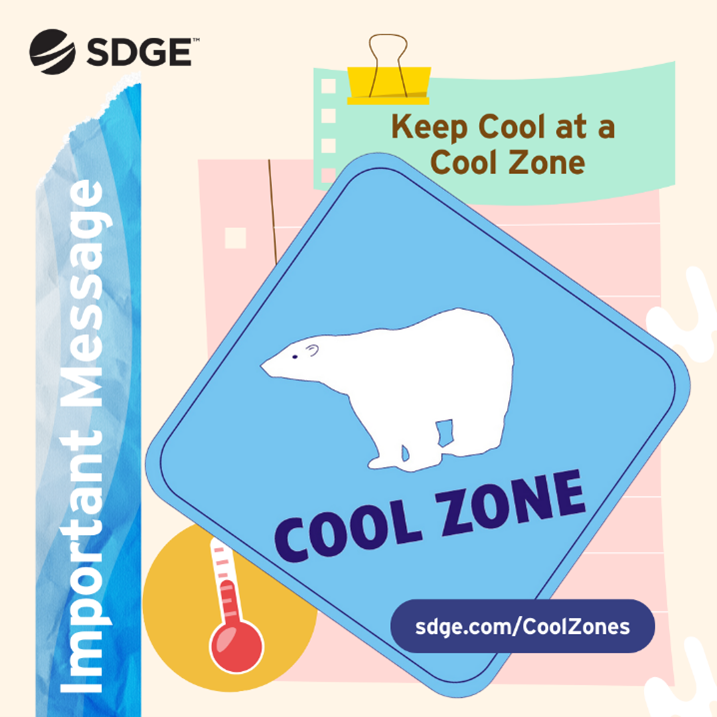 SDGE™
Important Message
Keep Cool at a
Cool Zone
COOL ZONE
sdge.com/CoolZones